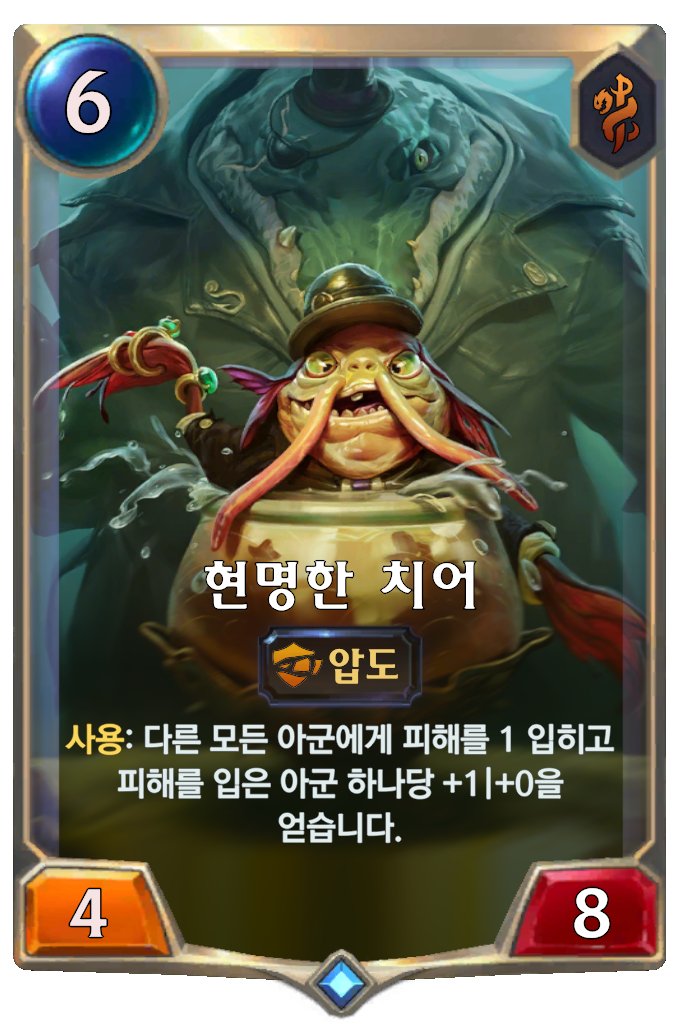 6
현명한 치어
압도
사용: 다른 모든 아군에게 피해를 1 입히고
피해를 입은 아군 하나당 +1|+0을
얻습니다.
4
8